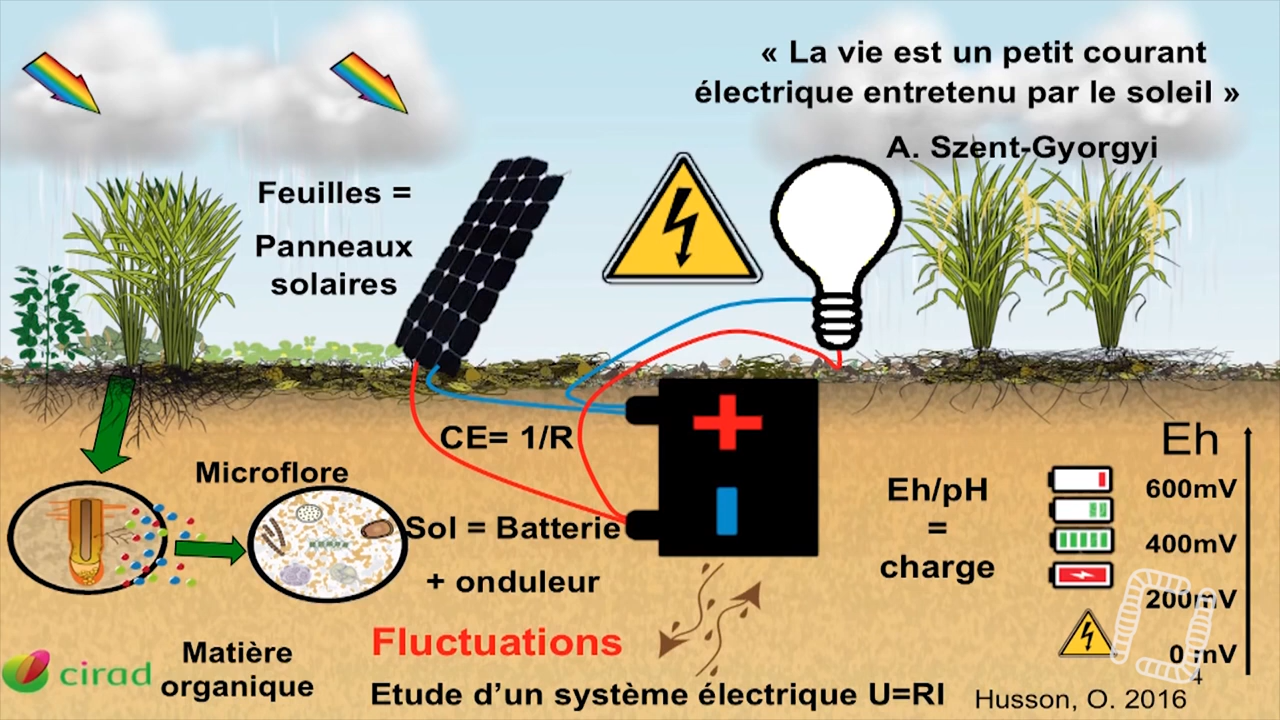 « La vie est un petit courant
électrique entretenu par le soleil »
A. Szent-Gyorgyi
Feuilles =
Panneaux
solaires
CE= 1/R
Microflore
Sol = Batterie
+ onduleur
Eh/pH
=
charge
Eh
600mV
400mV
200mV
0 mV
Fluctuations
Matière
organique
cirad
Etude d’un système électrique U=RI
Husson, O. 2016
4